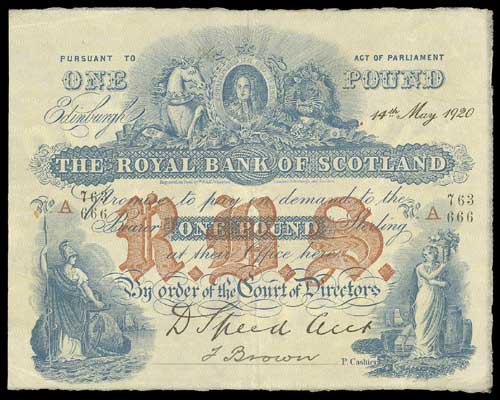 PURSUANT TO ACT OF PARLIAMENT
ONE POUND
Edinburgh 14th May 1920
THE ROYAL BANK OF SCOTLAND
No A 763/666 Promise to pay on demand to the No A 763/666
Bearer ONE POUND Sterling
R.B.S.
at their Office here
By order of the Court of Directors
D Speed Acct
J Brown P. Cashier